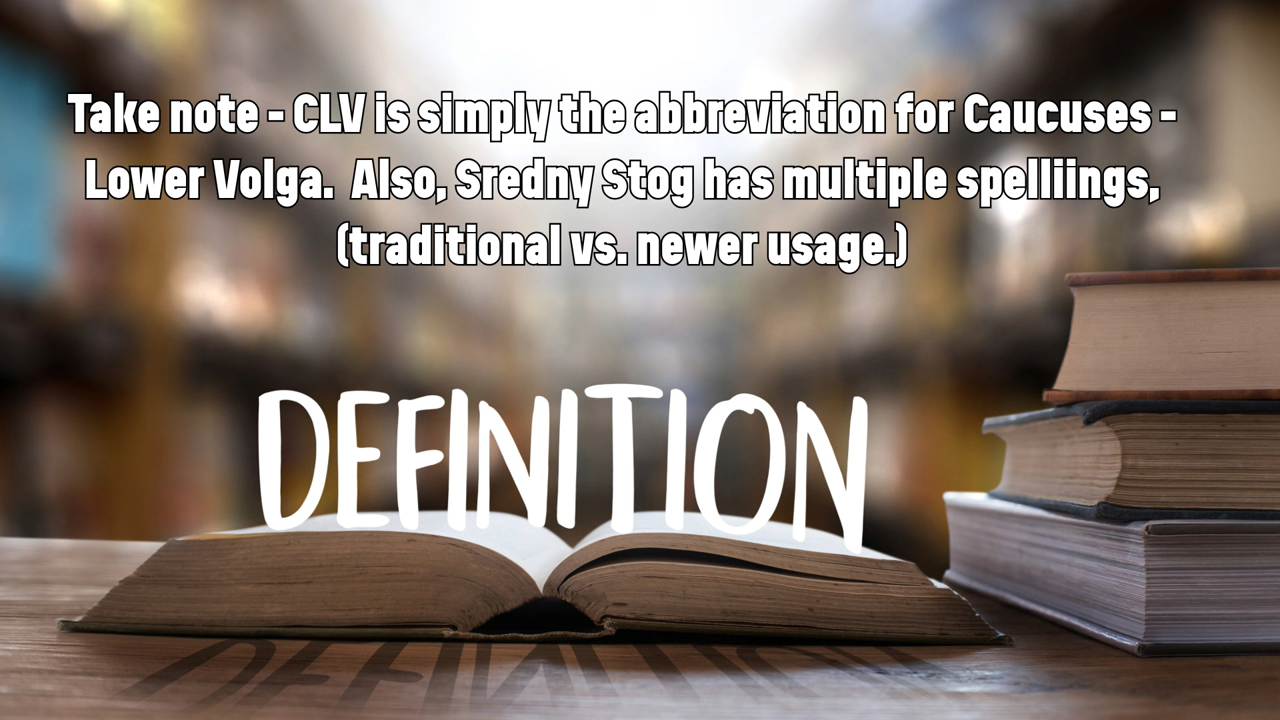 Take note - CLV is simply the abbreviation for Caucuses -
Lower Volga. Also, Sredny Stog has multiple spelliings,
(traditional vs. newer usage.)
DEFINITION